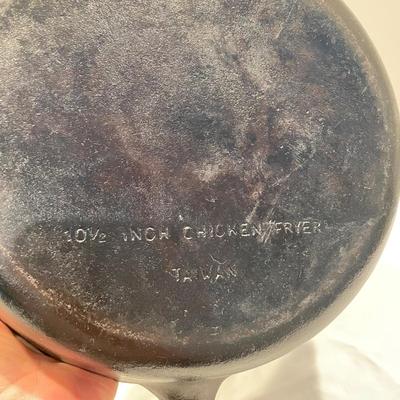 10½ INCH CHICKEN FRYER
TAIWAN